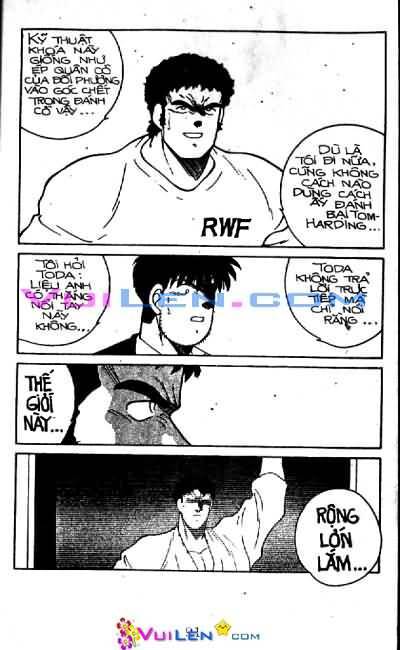 KỸ THUẬT
KHÓA NÀY
GIỐNG NHƯ
ÉP QUÂN CỜ
CỦA ĐỐI PHƯƠNG
VÀO GÓC CHẾT
TRONG ĐÁNH
CỜ VẬY...
DÙ LÀ
TÔI ĐI NỮA,
CŨNG KHÔNG
CÁCH NÀO
DÙNG CÁCH
ẤY ĐÁNH
BẠI TOM-
HARDING...
RWF
TÔI HỎI
TODA:
LIỆU ANH
CÓ THẮNG
NỔI TAY
NÀY
KHÔNG...
TODA
KHÔNG TRẢ
LỜI TRỰC
TIẾP MÀ
CHỈ NÓI
RẰNG...
VUILEN.COM
THẾ
GIỚI
NÀY...
RỘNG
LỚN
LẮM...
VUILEN.COM